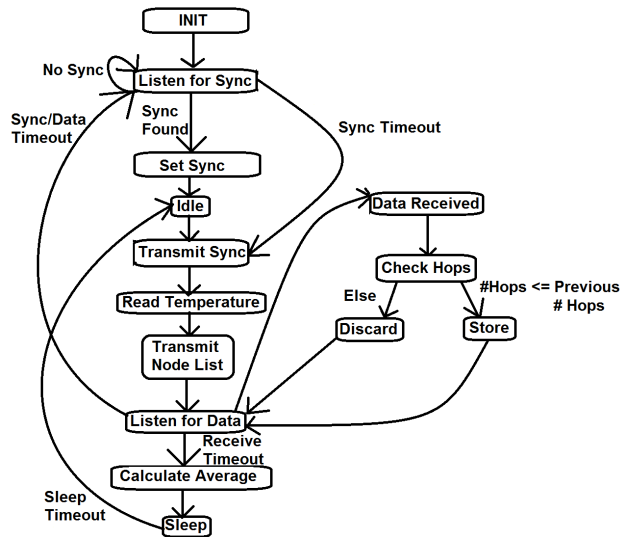 INIT
No Sync
Listen for Sync
Sync/Data
Timeout
Sync
Found
Sync Timeout
Set Sync
Idle
Data Received
Transmit Sync
Check Hops
Read Temperature
Else
#Hops <= Previous
# Hops
Discard
Store
Transmit
Node List
Listen for Data
Receive
Timeout
Calculate Average
Sleep
Timeout
Sleep